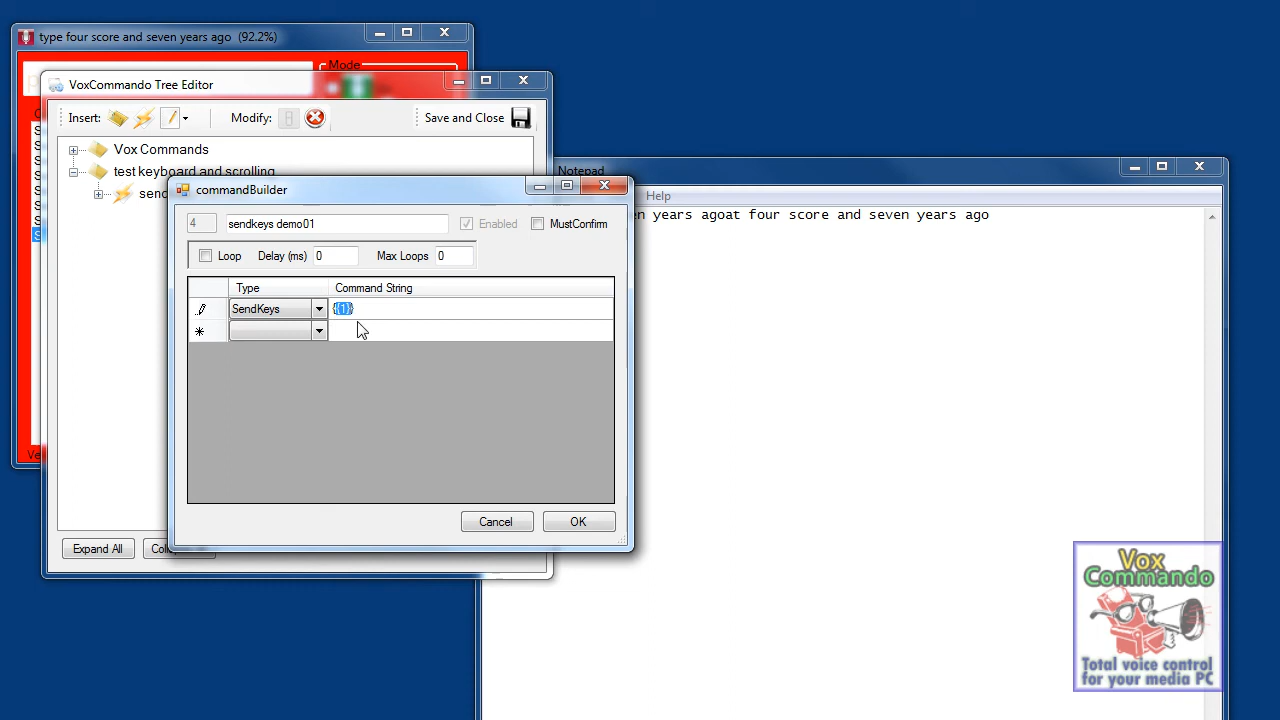 type four score and seven years ago (92.2%)
Mode
VoxCommando Tree Editor
Insert:
Modify:
Save and Close
Vox Commands
test keyboard and scrolling
commandBuilder
4
sendkeys demo01
Enabled
MustConfirm
Loop
Delay (ms)
0
Max Loops
0
Type
Command String
SendKeys
{{1}}
Cancel
OK
Expand All
Notepad
Help
years agoat four score and seven years ago
Vox
Commando
Total voice control
for your media PC